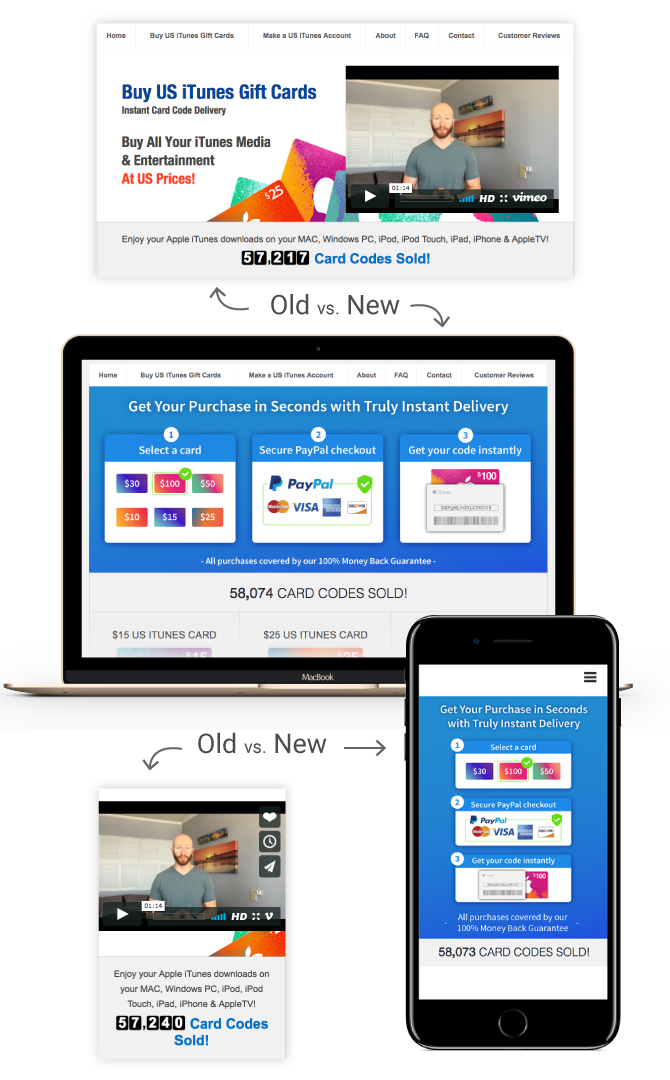 Home Buy US iTunes Gift Cards Make a US iTunes Account About FAQ Contact Customer Reviews
Buy US iTunes Gift Cards
Instant Card Code Delivery
Buy All Your iTunes Media
& Entertainment
At US Prices!
$25
01:14
HD vimeo
Enjoy your Apple iTunes downloads on your MAC, Windows PC, iPod, iPod Touch, iPad, iPhone & AppleTV!
57,217 Card Codes Sold!
Old vs. New
Home Buy US iTunes Gift Cards Make a US iTunes Account About FAQ Contact Customer Reviews
Get Your Purchase in Seconds with Truly Instant Delivery
1 2 3
Select a card Secure PayPal checkout Get your code instantly
$30 $100 $50
PayPal
$100
iTunes
VISA
$10 $15 $25
- All purchases covered by our 100% Money Back Guarantee -
58,074 CARD CODES SOLD!
$15 US ITUNES CARD $25 US ITUNES CARD
$15 $25
MacBook
Get Your Purchase in Seconds
with Truly Instant Delivery
1 Select a card
$30 $100 $50
2 Secure PayPal checkout
PayPal
VISA
3 Get your code instantly
$100
- All purchases covered by our -
100% Money Back Guarantee
58,073 CARD CODES SOLD!
Old vs. New
01:14
HD V
Enjoy your Apple iTunes downloads on
your MAC, Windows PC, iPod, iPod
Touch, iPad, iPhone & AppleTV!
57,240 Card Codes
Sold!